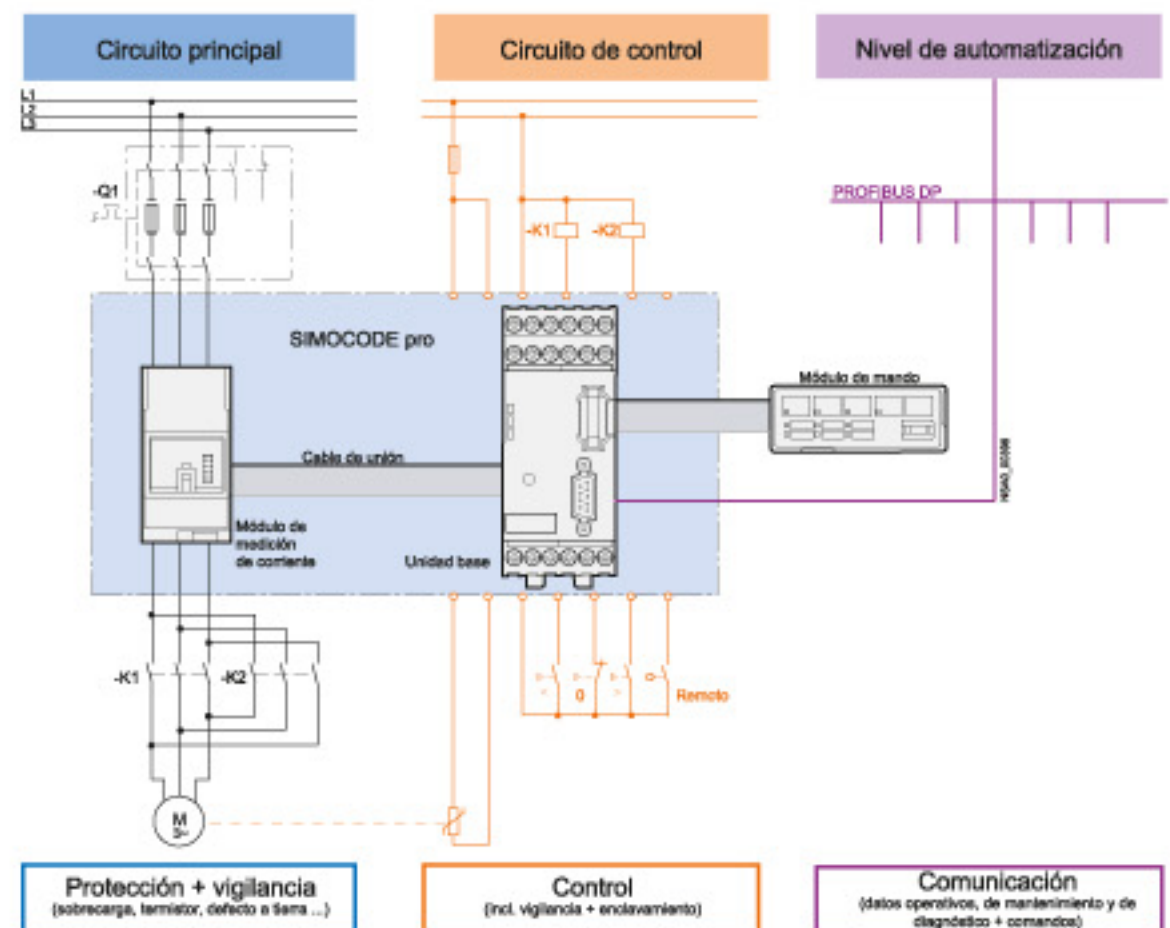 Circuito principal
Circuito de control
Nivel de automatización
L1
L2
L3
-Q1
-K1
-K2
PROFIBUS DP
SIMOCODE pro
Módulo de mando
Cable de unión
Módulo de
medición
de corriente
Unidad base
-K1
-K2
<
0
>
Remoto
M
3~
Protección + vigilancia
(sobrecarga, termistor, defecto a tierra ...)
Control
(incl. vigilancia + enclavamiento)
Comunicación
(datos operativos, de mantenimiento y de
diagnóstico + comandos)